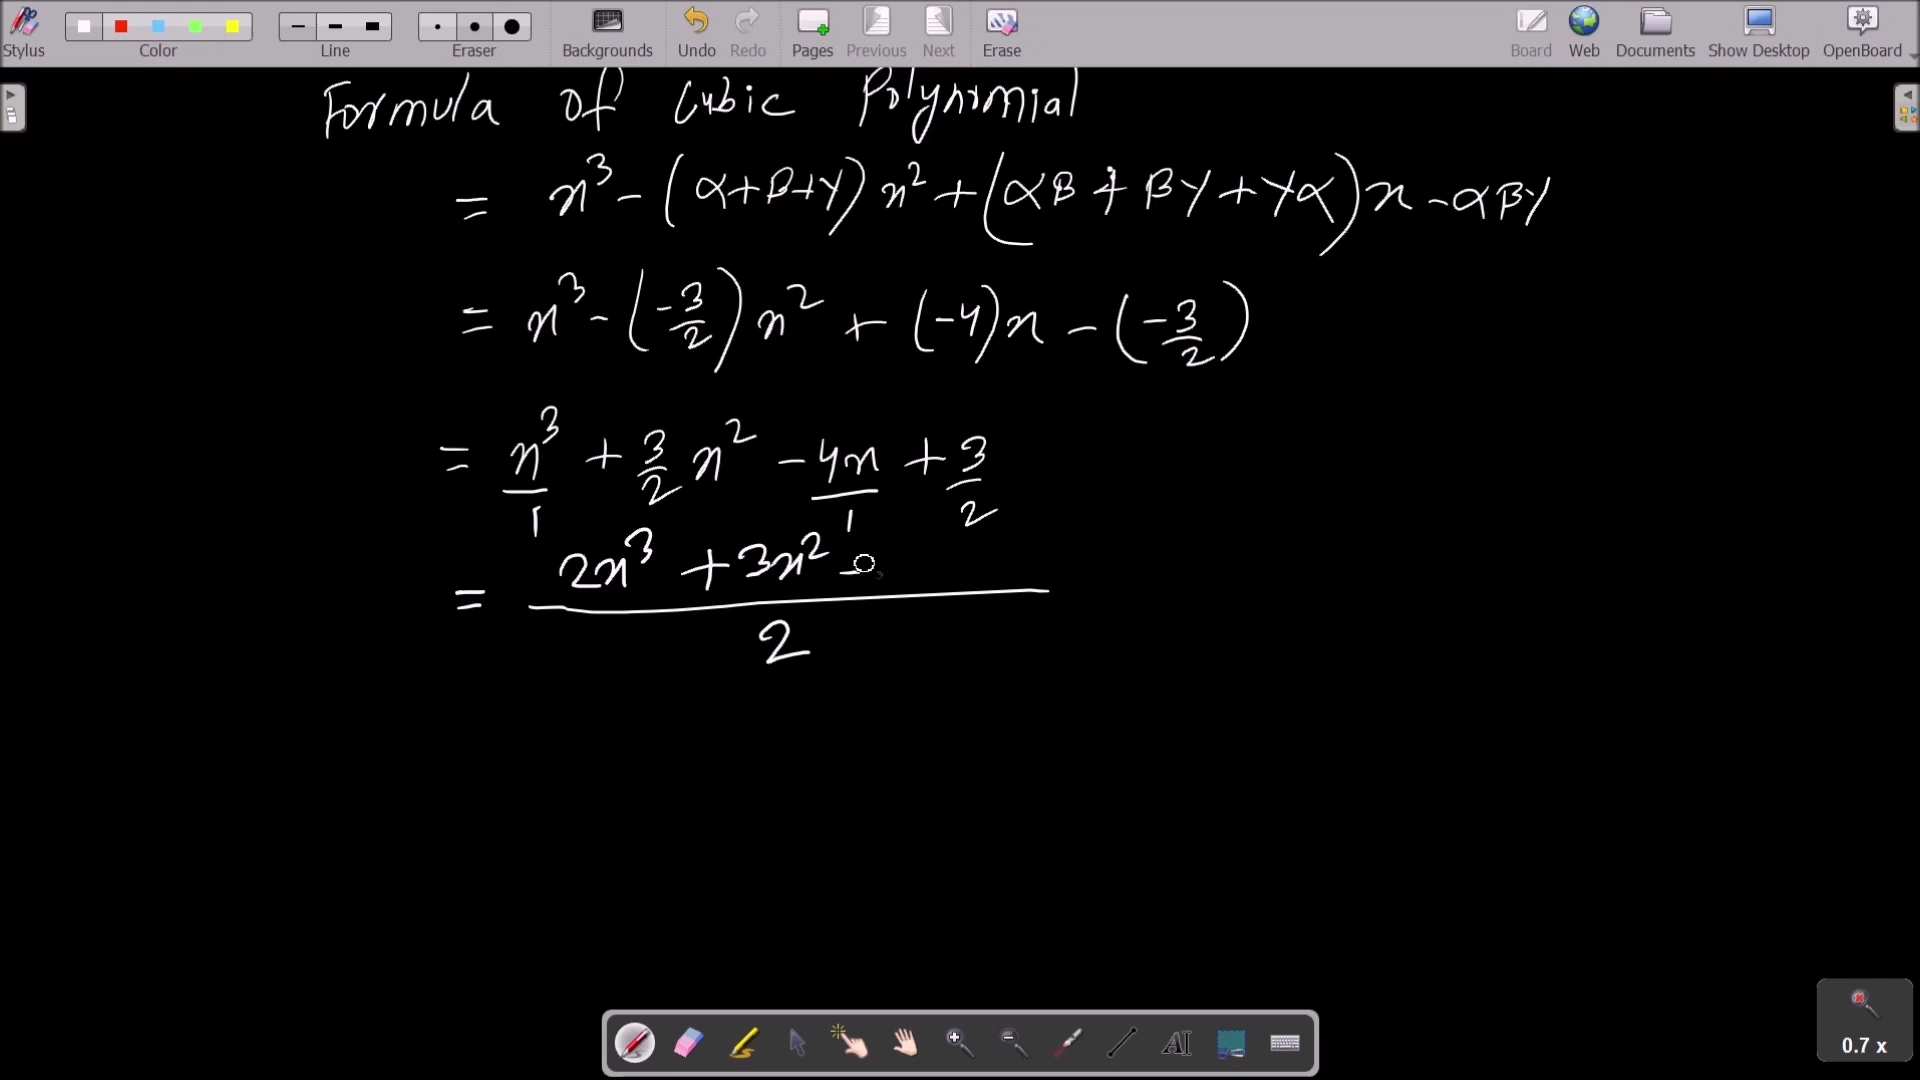 Stylus Color Line Eraser Backgrounds Undo Redo Pages Previous Next Erase Board Web Documents Show Desktop OpenBoard
Formula of Cubic Polynomial
= x³ - (α+β+γ) x² + (αβ + βγ + γα) x - αβγ
= x³ - (-3/2) x² + (-4) x - (-3/2)
= x³/1 + 3/2 x² - 4x/1 + 3/2
= 2x³ + 3x² - / 2
AI
0.7 x